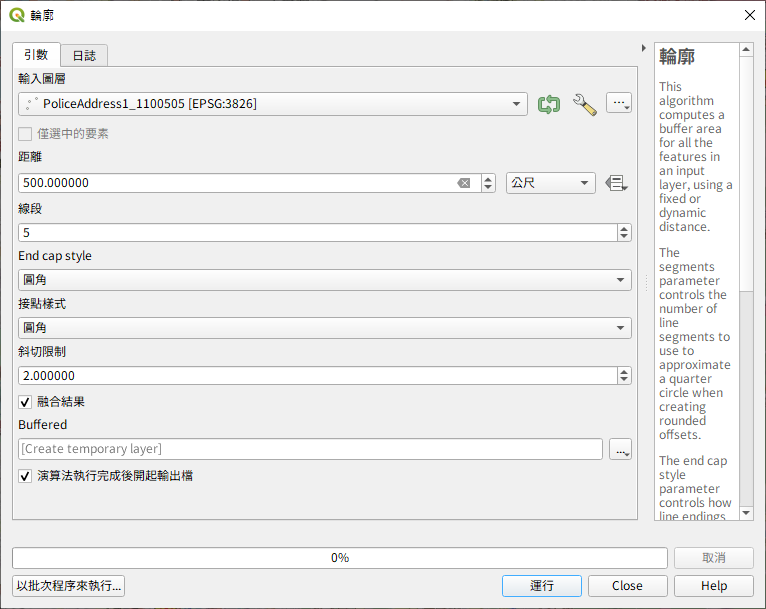 輪廓
引數
日誌
輸入圖層
PoliceAddress1_1100505 [EPSG:3826]
...
僅選中的要素
距離
500.000000
公尺
線段
5
End cap style
圓角
接點樣式
圓角
斜切限制
2.000000
融合結果
Buffered
[Create temporary layer]
...
演算法執行完成後開起輸出檔
輪廓
This
algorithm
computes a
buffer area
for all the
features in
an input
layer, using a
fixed or
dynamic
distance.
The
segments
parameter
controls the
number of
line
segments to
use to
approximate
a quarter
circle when
creating
rounded
offsets.
The end cap
style
parameter
controls how
line endings
0%
取消
以批次程序來執行...
運行
Close
Help